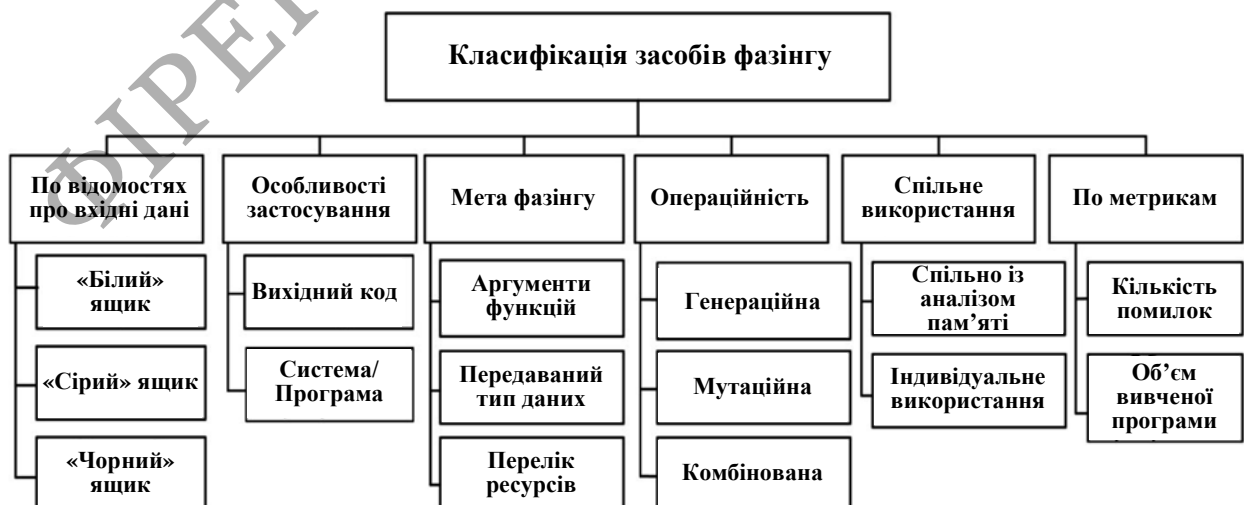 Класифікація засобів фазінгу
По відомостях
про вхідні дані
«Білий»
ящик
«Сірий» ящик
«Чорний»
ящик
Особливості
застосування
Вихідний код
Система/
Програма
Мета фазінгу
Аргументи
функцій
Передаваний
тип даних
Перелік
ресурсів
Операційність
Генераційна
Мутаційна
Комбінована
Спільне
використання
Спільно із
аналізом
пам’яті
Індивідуальне
використання
По метрикам
Кількість
помилок
Об’єм
вивченої
програми